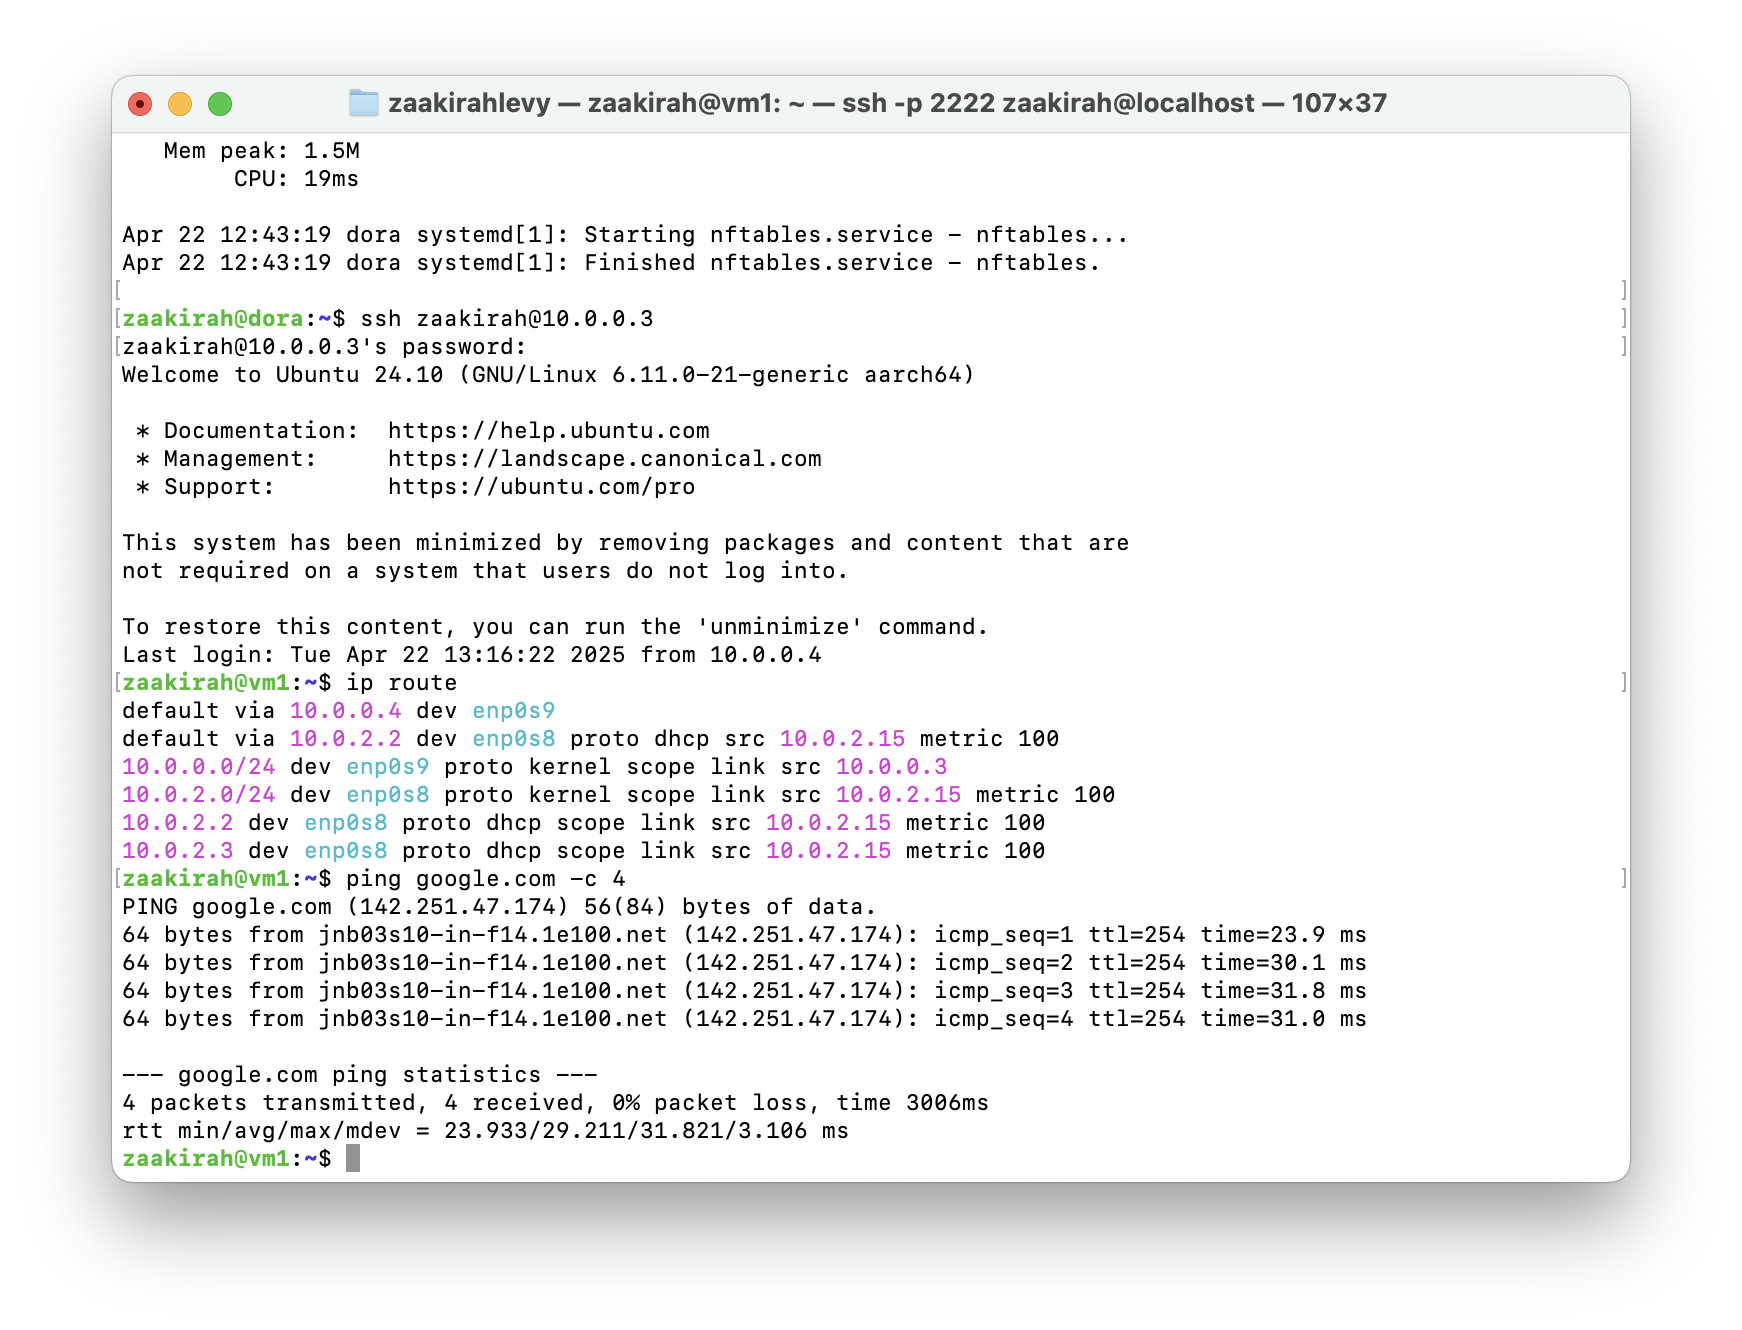 zaakirahlevy — zaakirah@vm1: ~ — ssh -p 2222 zaakirah@localhost — 107×37
Mem peak: 1.5M
CPU: 19ms
Apr 22 12:43:19 dora systemd[1]: Starting nftables.service - nftables...
Apr 22 12:43:19 dora systemd[1]: Finished nftables.service - nftables.
[ ]
[zaakirah@dora:~$ ssh zaakirah@10.0.0.3 ]
[zaakirah@10.0.0.3's password: ]
Welcome to Ubuntu 24.10 (GNU/Linux 6.11.0-21-generic aarch64)
* Documentation:  https://help.ubuntu.com
* Management:     https://landscape.canonical.com
* Support:        https://ubuntu.com/pro
This system has been minimized by removing packages and content that are
not required on a system that users do not log into.
To restore this content, you can run the 'unminimize' command.
Last login: Tue Apr 22 13:16:22 2025 from 10.0.0.4
[zaakirah@vm1:~$ ip route ]
default via 10.0.0.4 dev enp0s9
default via 10.0.2.2 dev enp0s8 proto dhcp src 10.0.2.15 metric 100
10.0.0.0/24 dev enp0s9 proto kernel scope link src 10.0.0.3
10.0.2.0/24 dev enp0s8 proto kernel scope link src 10.0.2.15 metric 100
10.0.2.2 dev enp0s8 proto dhcp scope link src 10.0.2.15 metric 100
10.0.2.3 dev enp0s8 proto dhcp scope link src 10.0.2.15 metric 100
[zaakirah@vm1:~$ ping google.com -c 4 ]
PING google.com (142.251.47.174) 56(84) bytes of data.
64 bytes from jnb03s10-in-f14.1e100.net (142.251.47.174): icmp_seq=1 ttl=254 time=23.9 ms
64 bytes from jnb03s10-in-f14.1e100.net (142.251.47.174): icmp_seq=2 ttl=254 time=30.1 ms
64 bytes from jnb03s10-in-f14.1e100.net (142.251.47.174): icmp_seq=3 ttl=254 time=31.8 ms
64 bytes from jnb03s10-in-f14.1e100.net (142.251.47.174): icmp_seq=4 ttl=254 time=31.0 ms
--- google.com ping statistics ---
4 packets transmitted, 4 received, 0% packet loss, time 3006ms
rtt min/avg/max/mdev = 23.933/29.211/31.821/3.106 ms
zaakirah@vm1:~$